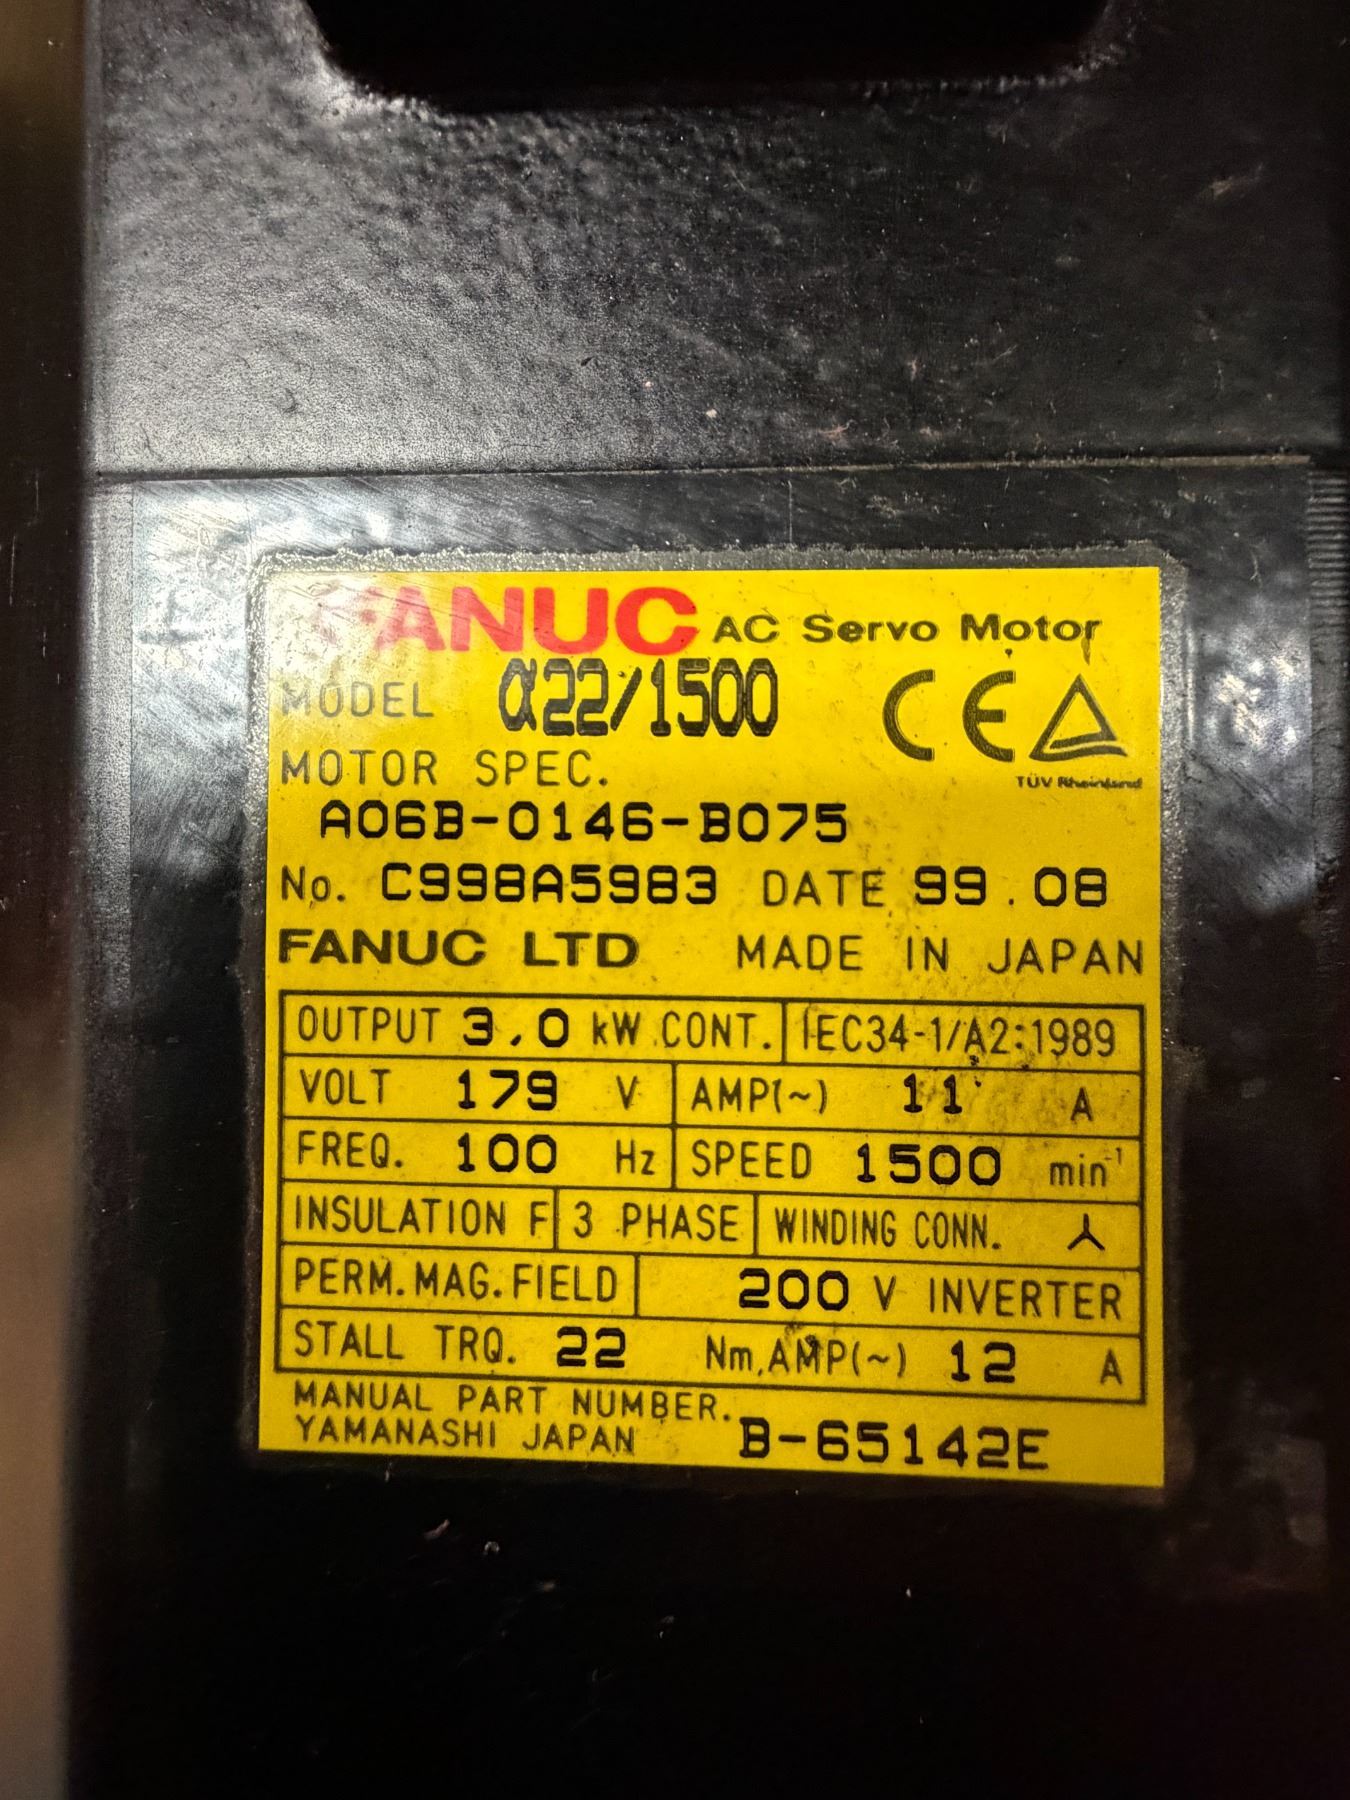 FANUC AC Servo Motor
MODEL α22/1500 CE
TÜV Rheinland
MOTOR SPEC.
A06B-0146-B075
No. C998A5983 DATE 99.08
FANUC LTD MADE IN JAPAN
OUTPUT 3.0 kW CONT. IEC34-1/A2:1989
VOLT 179 V AMP(~) 11 A
FREQ. 100 Hz SPEED 1500 min⁻¹
INSULATION F 3 PHASE WINDING CONN.
PERM.MAG.FIELD 200 V INVERTER
STALL TRQ. 22 Nm,AMP(~) 12 A
MANUAL PART NUMBER.
YAMANASHI JAPAN B-65142E